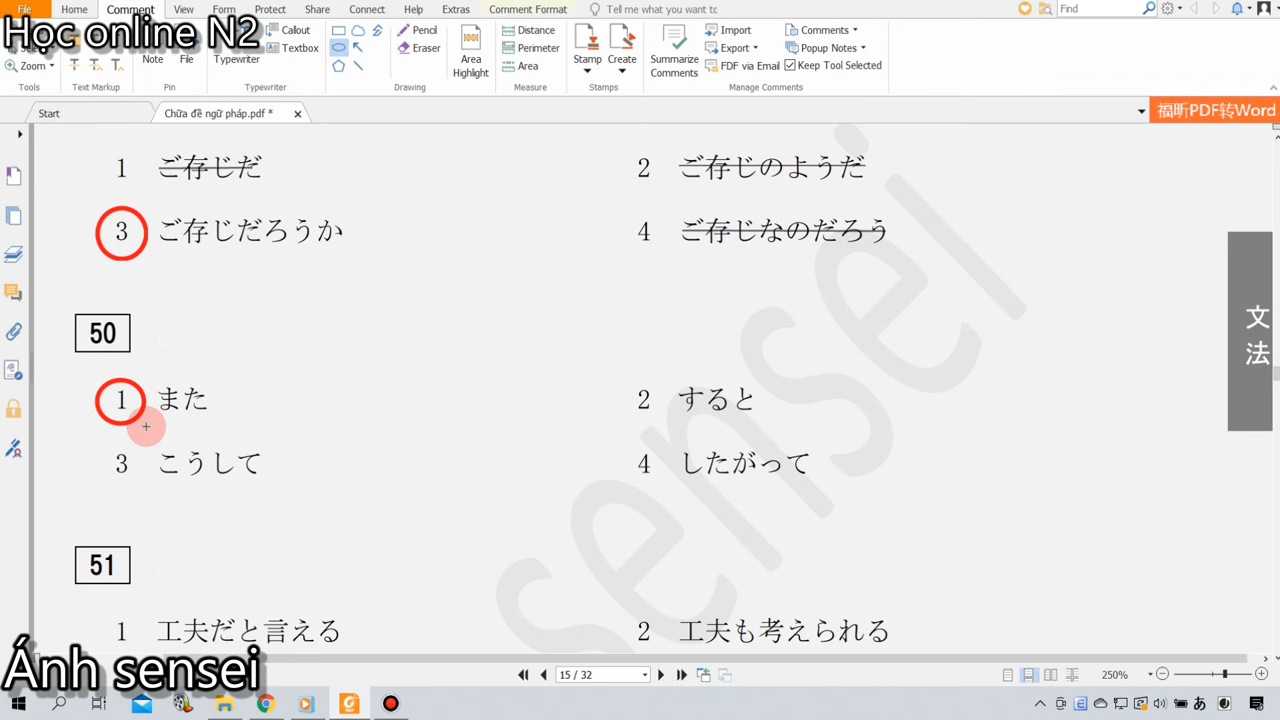 File Home Comment View Form Protect Share Connect Help Extras Comment Format Tell me what you want to Find
Học online N2
Zoom
Note File
Typewriter
Callout
Textbox
Pencil
Eraser
Area Highlight
Distance
Perimeter
Area
Stamp Create
Summarize Comments
Import
Export
FDF via Email
Comments
Popup Notes
Keep Tool Selected
Tools Text Markup Pin Typewriter Drawing Measure Stamps Manage Comments
Start Chữa đề ngữ pháp.pdf * 福昕PDF转Word
1 ご存じだ 2 ご存じのようだ
3 ご存じだろうか 4 ご存じなのだろう
文法
50
1 また 2 すると
3 こうして 4 したがって
51
1 工夫だと言える 2 工夫も考えられる
sensei
Ánh sensei
15 / 32 250%